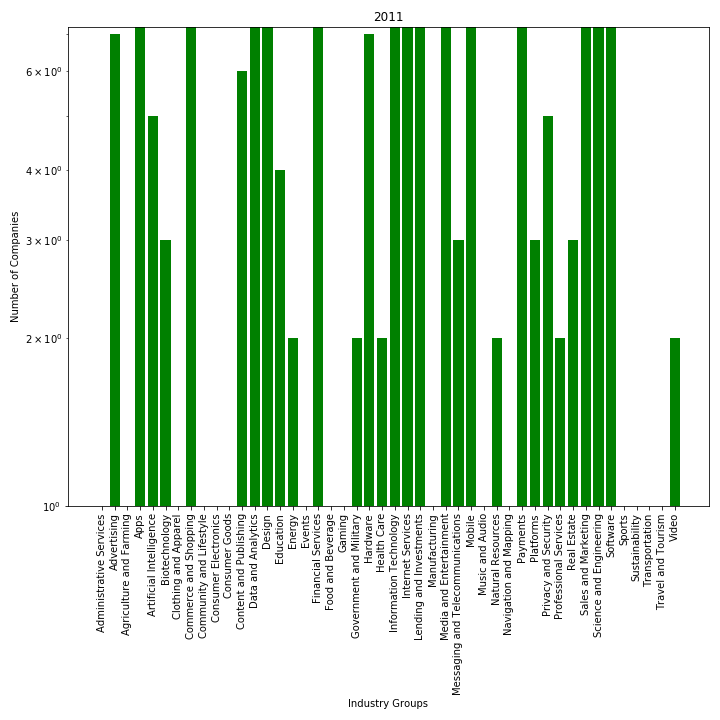 2011
Number of Companies
6 × 10⁰
4 × 10⁰
3 × 10⁰
2 × 10⁰
10⁰
Administrative Services
Advertising
Agriculture and Farming
Apps
Artificial Intelligence
Biotechnology
Clothing and Apparel
Commerce and Shopping
Community and Lifestyle
Consumer Electronics
Consumer Goods
Content and Publishing
Data and Analytics
Design
Education
Energy
Events
Financial Services
Food and Beverage
Gaming
Government and Military
Hardware
Health Care
Information Technology
Internet Services
Lending and Investments
Manufacturing
Media and Entertainment
Messaging and Telecommunications
Mobile
Music and Audio
Natural Resources
Navigation and Mapping
Payments
Platforms
Privacy and Security
Professional Services
Real Estate
Sales and Marketing
Science and Engineering
Software
Sports
Sustainability
Transportation
Travel and Tourism
Video
Industry Groups